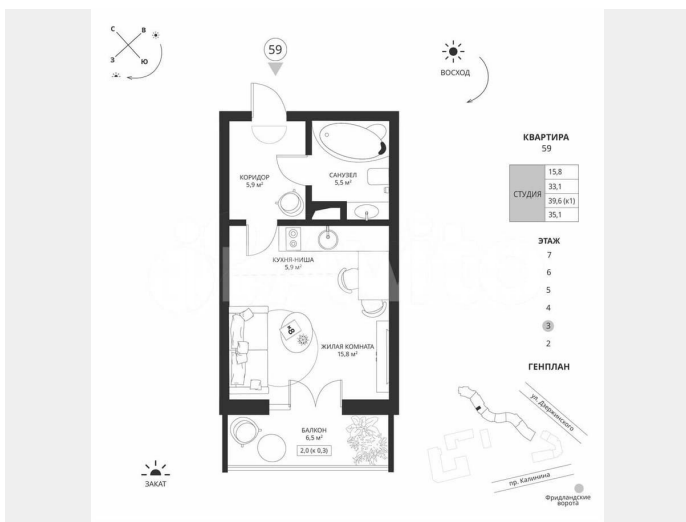 С
В
З
Ю
59
ВОСХОД
КВАРТИРА
59
СТУДИЯ
15,8
33,1
39,6 (к1)
35,1
ЭТАЖ
7
6
5
4
3
2
ГЕНПЛАН
КОРИДОР
5,9 м²
САНУЗЕЛ
5,5 м²
КУХНЯ-НИША
5,9 м²
ЖИЛАЯ КОМНАТА
15,8 м²
БАЛКОН
6,5 м²
2,0 (к 0,3)
ЗАКАТ
ул. Дзержинского
пр. Калинина
Фридландские
ворота